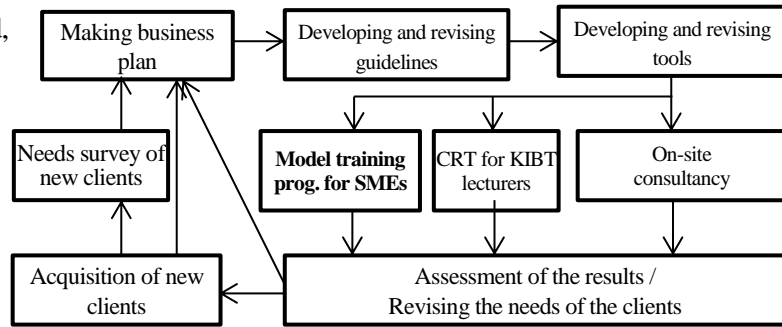 l,
Making business
plan
Developing and revising
guidelines
Developing and revising
tools
Needs survey of
new clients
Model training
prog. for SMEs
CRT for KIBT
lecturers
On-site
consultancy
Acquisition of new
clients
Assessment of the results /
Revising the needs of the clients